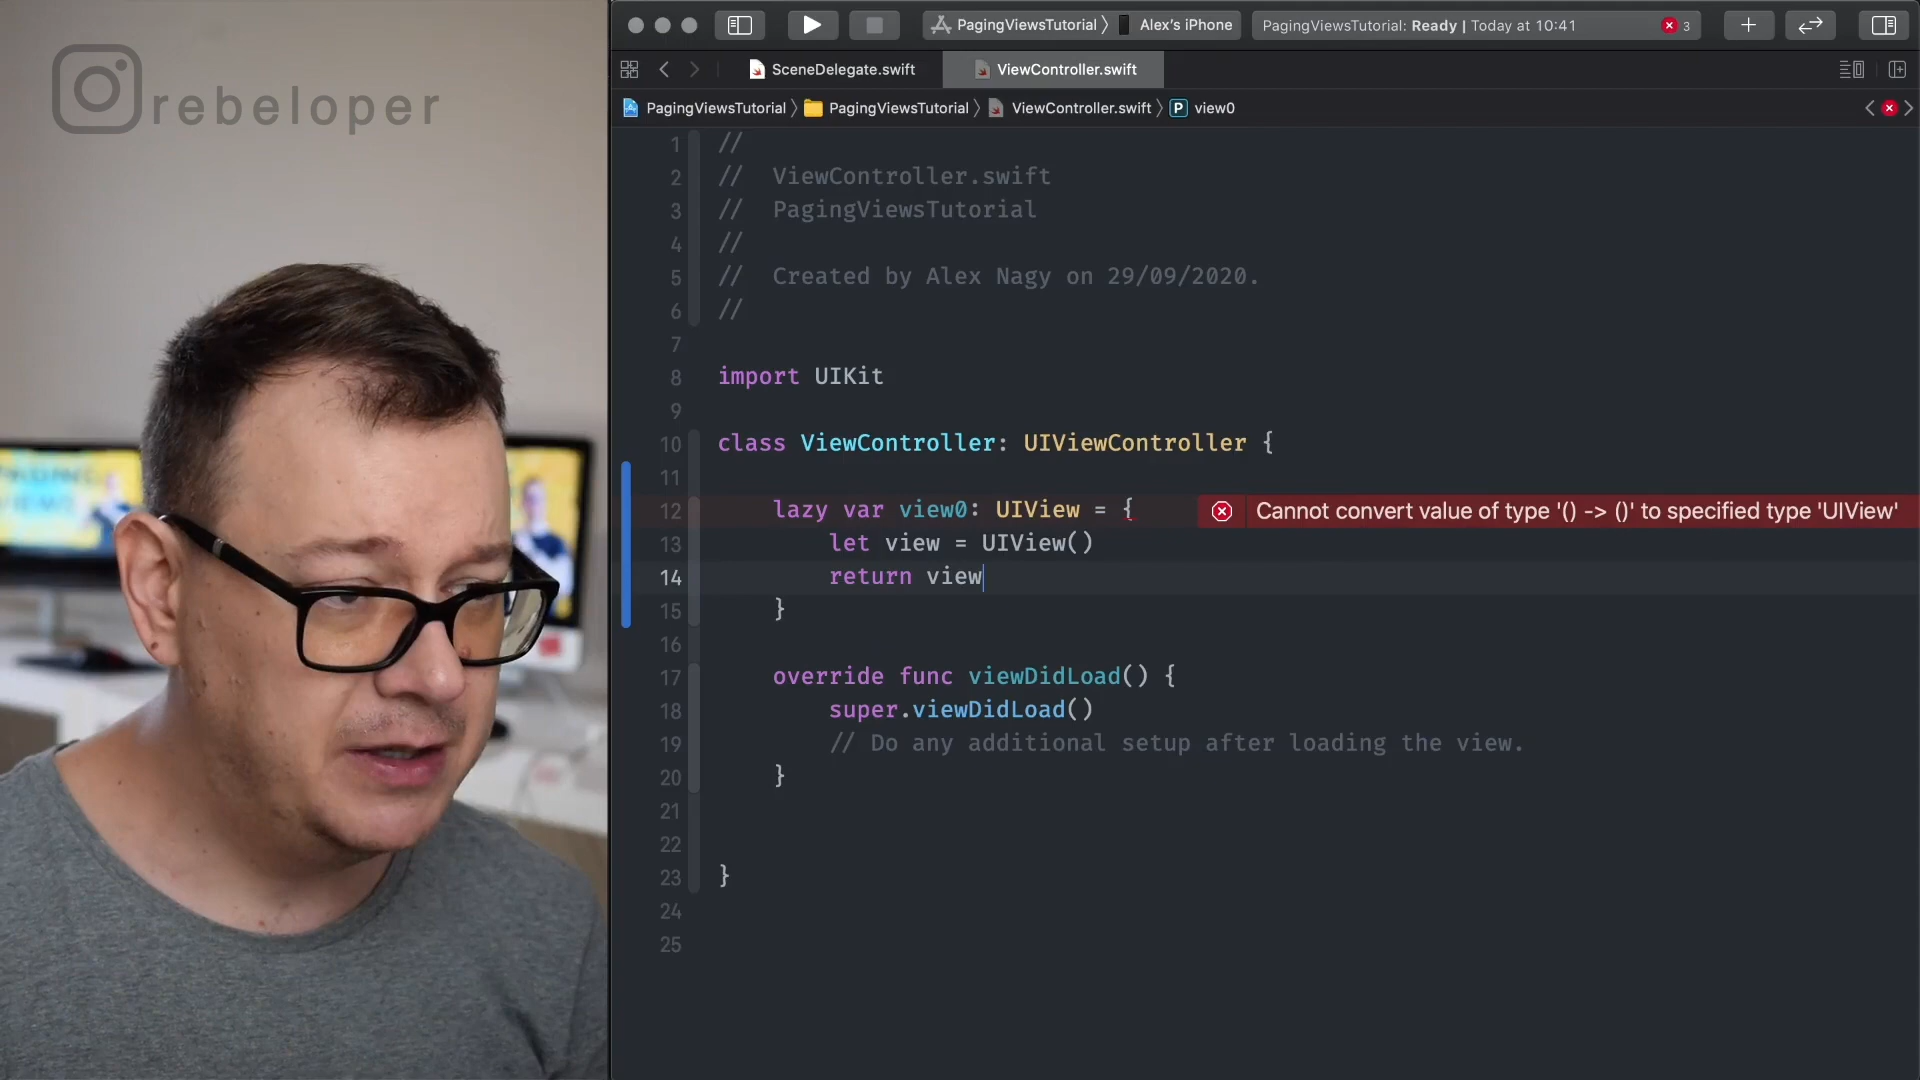 rebeloper
PagingViewsTutorial 〉 Alex's iPhone
PagingViewsTutorial: Ready | Today at 10:41
3
SceneDelegate.swift
ViewController.swift
PagingViewsTutorial 〉 PagingViewsTutorial 〉 ViewController.swift 〉 P view0
1 //
2 //  ViewController.swift
3 //  PagingViewsTutorial
4 //
5 //  Created by Alex Nagy on 29/09/2020.
6 //
7
8 import UIKit
9
10 class ViewController: UIViewController {
11
12     lazy var view0: UIView = {
Cannot convert value of type '() -> ()' to specified type 'UIView'
13         let view = UIView()
14         return view
15     }
16
17     override func viewDidLoad() {
18         super.viewDidLoad()
19         // Do any additional setup after loading the view.
20     }
21
22
23 }
24
25